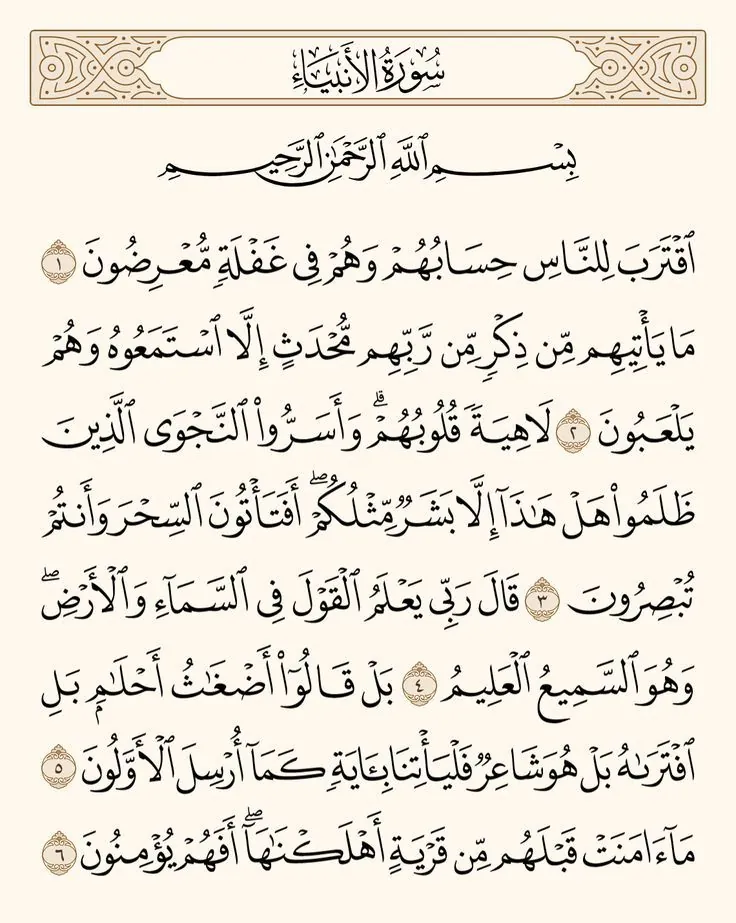 سُورَةُ الأَنبِيَاءِ
بِسْمِ ٱللَّهِ ٱلرَّحْمَٰنِ ٱلرَّحِيمِ
ٱقْتَرَبَ لِلنَّاسِ حِسَابُهُمْ وَهُمْ فِى غَفْلَةٍ مُّعْرِضُونَ ١
مَا يَأْتِيهِم مِّن ذِكْرٍ مِّن رَّبِّهِم مُّحْدَثٍ إِلَّا ٱسْتَمَعُوهُ وَهُمْ
يَلْعَبُونَ ٢ لَاهِيَةً قُلُوبُهُمْ ۗ وَأَسَرُّوا۟ ٱلنَّجْوَى ٱلَّذِينَ
ظَلَمُوا۟ هَلْ هَٰذَآ إِلَّا بَشَرٌ مِّثْلُكُمْ ۖ أَفَتَأْتُونَ ٱلسِّحْرَ وَأَنتُمْ
تُبْصِرُونَ ٣ قَالَ رَبِّى يَعْلَمُ ٱلْقَوْلَ فِى ٱلسَّمَآءِ وَٱلْأَرْضِ ۖ
وَهُوَ ٱلسَّمِيعُ ٱلْعَلِيمُ ٤ بَلْ قَالُوٓا۟ أَضْغَٰثُ أَحْلَٰمٍۭ بَلِ
ٱفْتَرَىٰهُ بَلْ هُوَ شَاعِرٌ فَلْيَأْتِنَا بِـَٔايَةٍ كَمَآ أُرْسِلَ ٱلْأَوَّلُونَ ٥
مَآ ءَامَنَتْ قَبْلَهُم مِّن قَرْيَةٍ أَهْلَكْنَٰهَآ ۖ أَفَهُمْ يُؤْمِنُونَ ٦